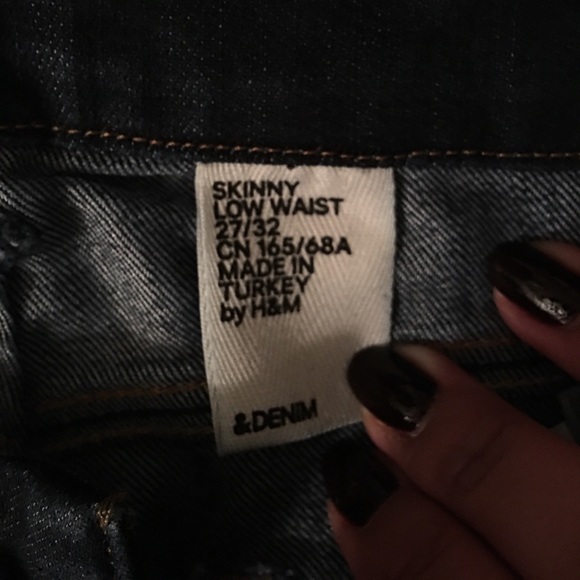 SKINNY
LOW WAIST
27/32
CN 165/68A
MADE IN
TURKEY
by H&M
&DENIM